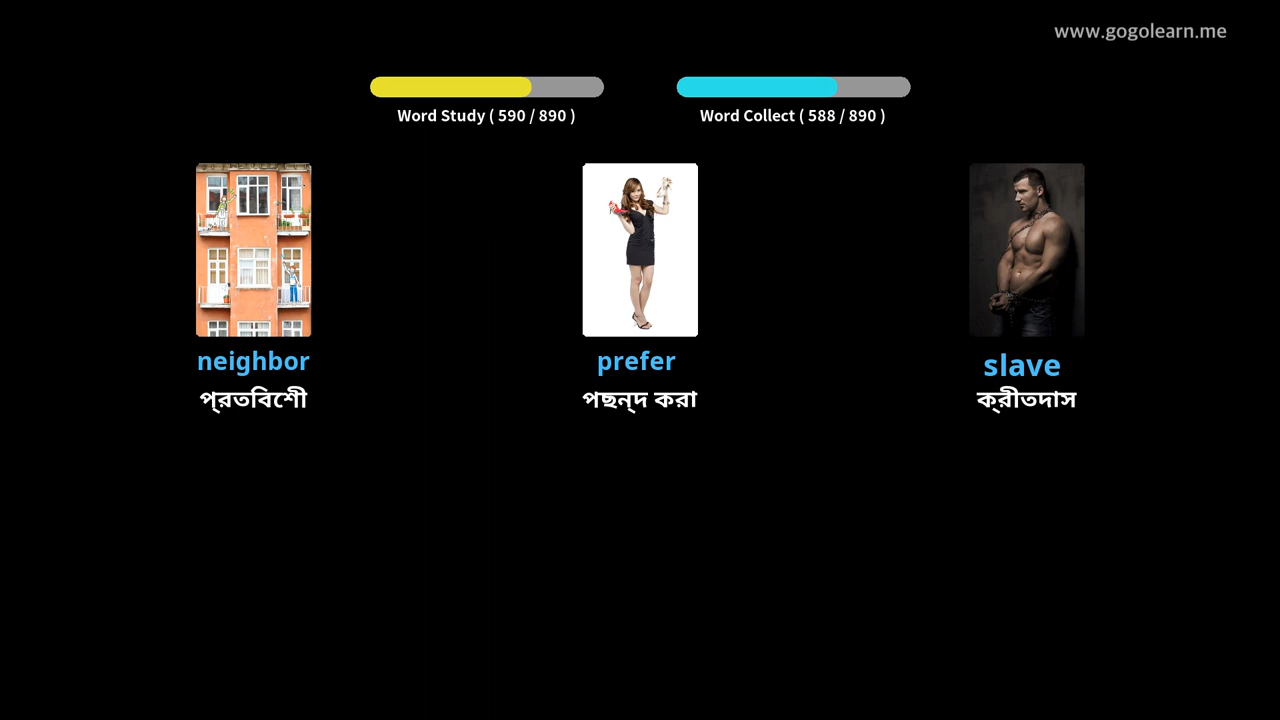 www.gogolearn.me
Word Study ( 590 / 890 )
Word Collect ( 588 / 890 )
neighbor
প্রতিবেশী
prefer
পছন্দ করা
slave
ক্রীতদাস